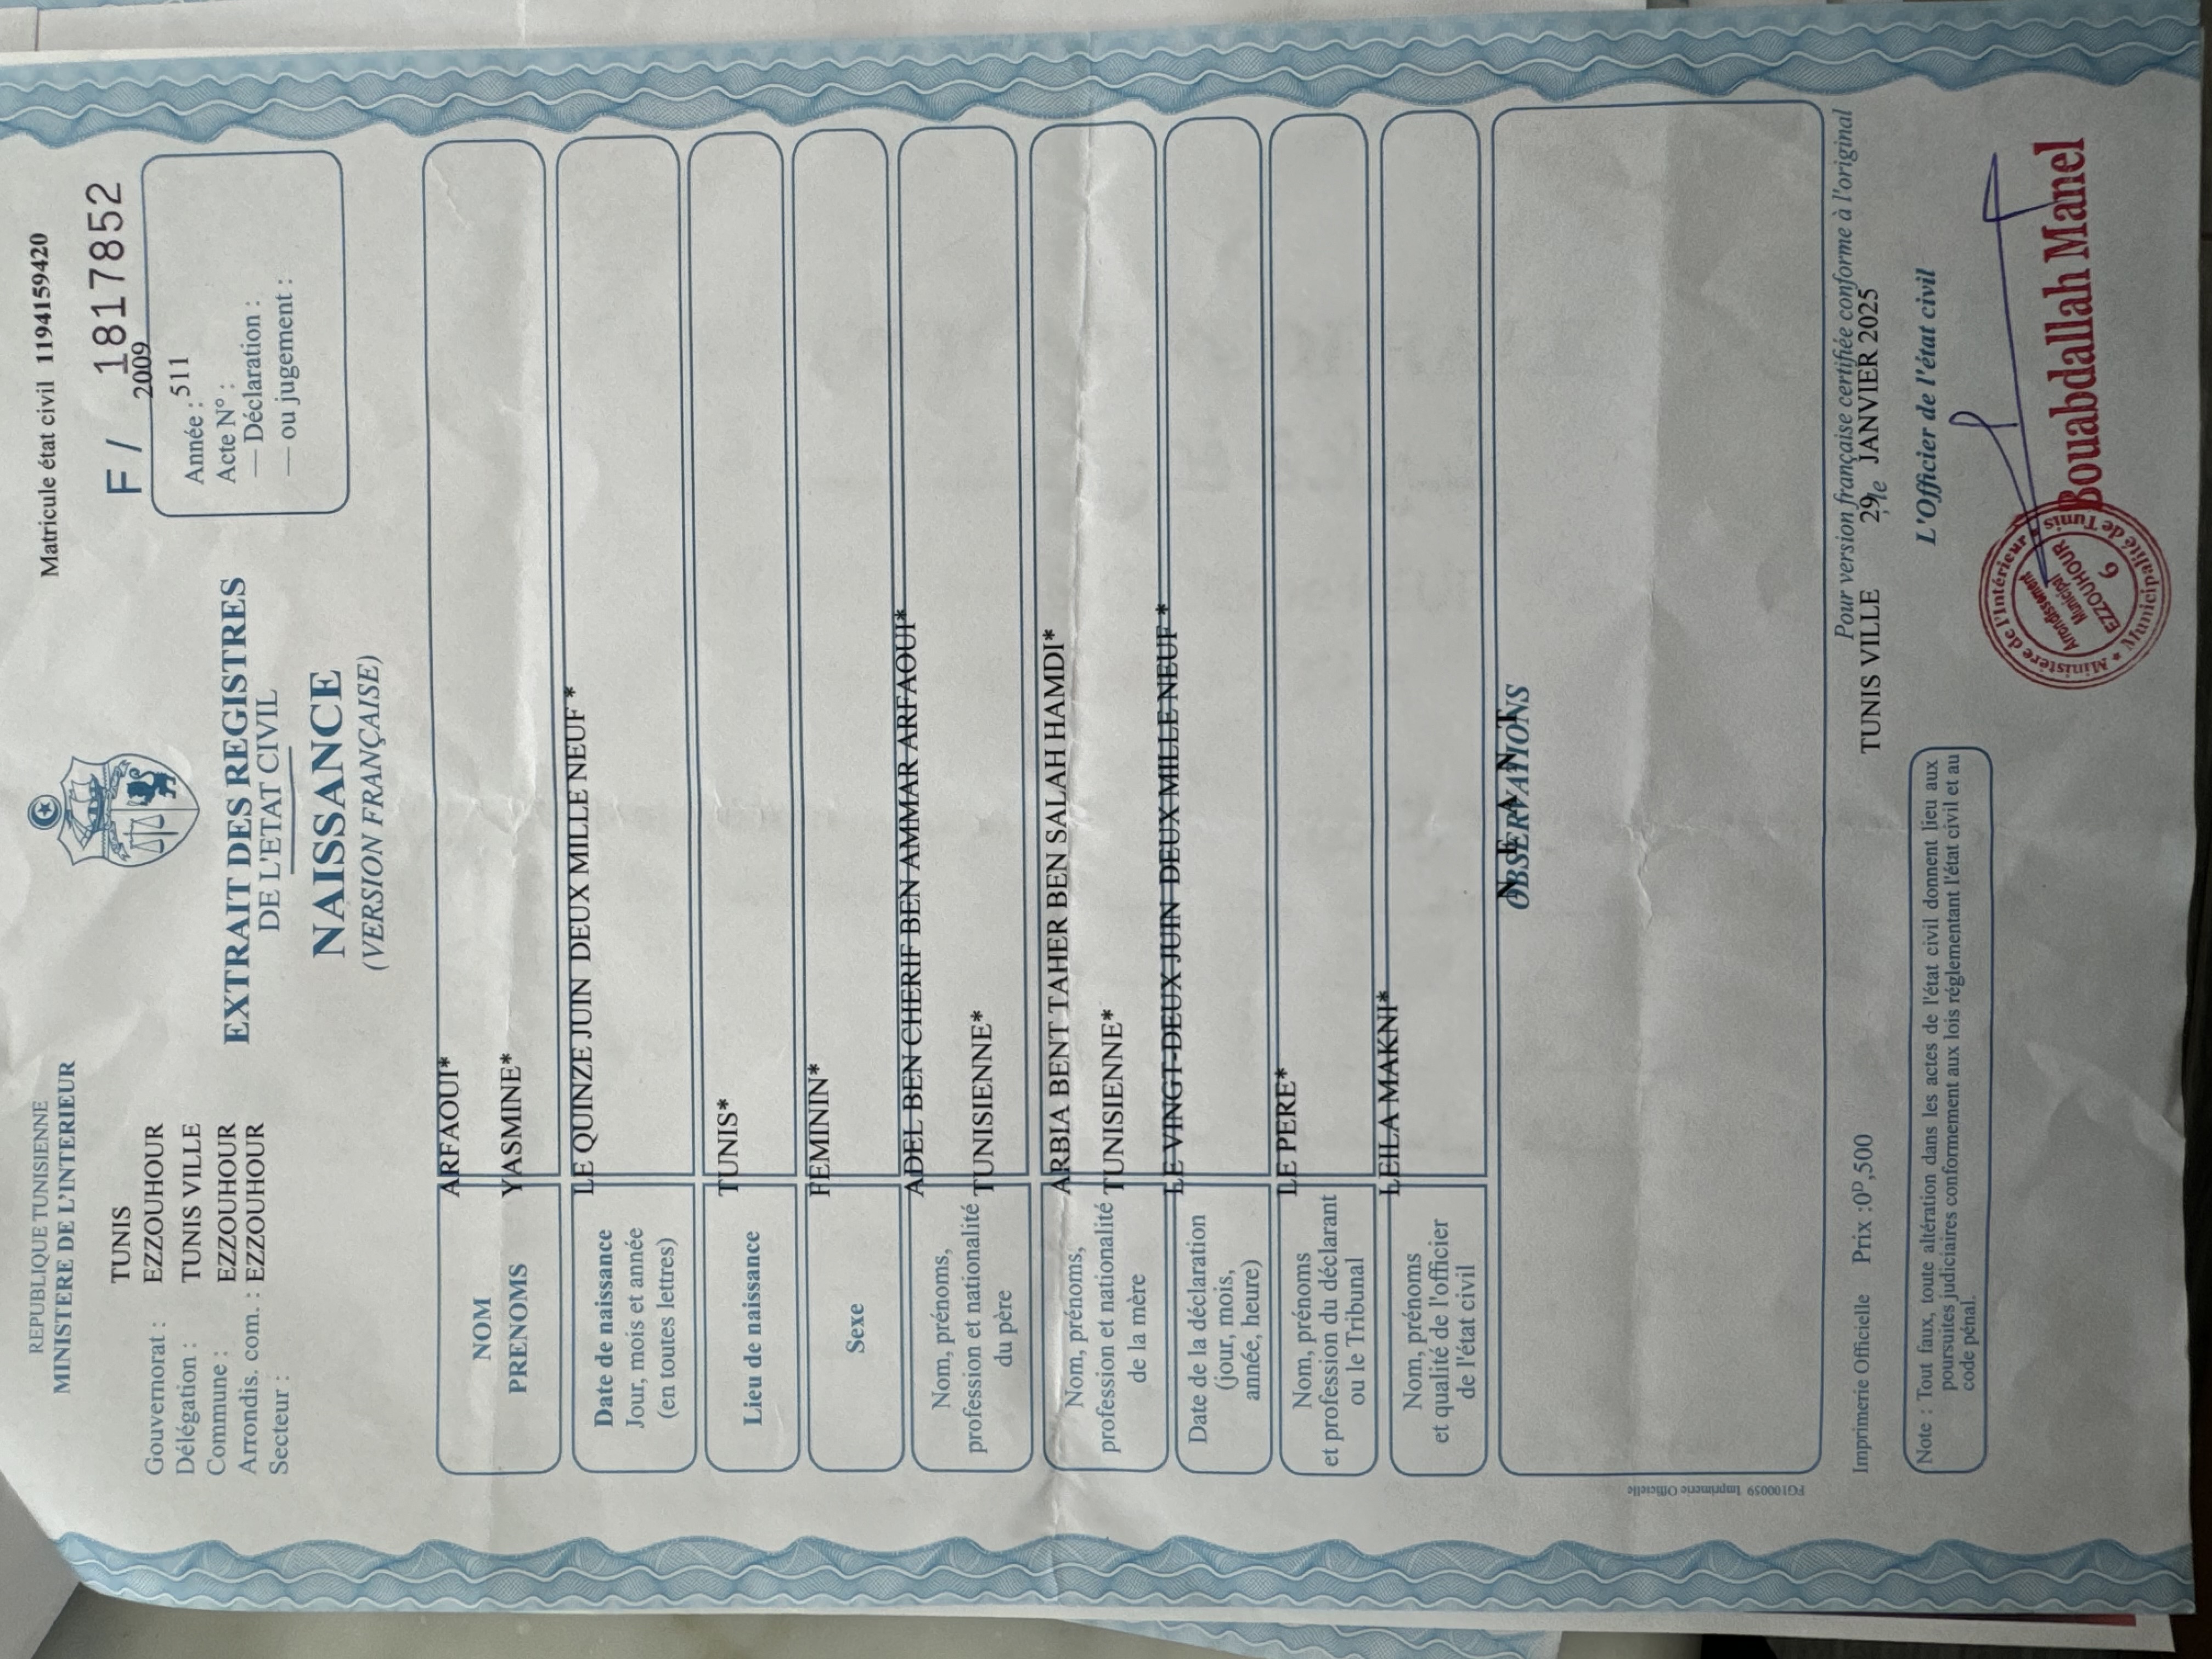 REPUBLIQUE TUNISIENNE
MINISTERE DE L'INTERIEUR
Matricule état civil 1194159420
F / 1817852
2009
Année : 511
Acte N° :
— Déclaration :
— ou jugement :
TUNIS
Gouvernorat : EZZOUHOUR
Délégation : TUNIS VILLE
Commune : EZZOUHOUR
Arrondis. com. : EZZOUHOUR
Secteur :
EXTRAIT DES REGISTRES
DE L'ETAT CIVIL
NAISSANCE
(VERSION FRANÇAISE)
NOM ARFAOUI*
PRENOMS YASMINE*
Date de naissance LE QUINZE JUIN DEUX MILLE NEUF *
Jour, mois et année
(en toutes lettres)
Lieu de naissance TUNIS*
Sexe FEMININ*
Nom, prénoms, ADEL BEN CHERIF BEN AMMAR ARFAOUI*
profession et nationalité TUNISIENNE*
du père
Nom, prénoms, ARBIA BENT TAHER BEN SALAH HAMDI*
profession et nationalité TUNISIENNE*
de la mère
Date de la déclaration LE VINGT-DEUX JUIN DEUX MILLE NEUF *
(jour, mois,
année, heure)
Nom, prénoms LE PERE*
et profession du déclarant
ou le Tribunal
Nom, prénoms LEILA MAKNI*
et qualité de l'officier
de l'état civil
OBSERVATIONS
N E A N T
FG100059 Imprimerie Officielle
Pour version française certifiée conforme à l'original
TUNIS VILLE 29 le JANVIER 2025
Imprimerie Officielle Prix :0D,500
L'Officier de l'état civil
Note : Tout faux, toute altération dans les actes de l'état civil donnent lieu aux
poursuites judiciaires conformement aux lois réglementant l'état civil et au
code pénal.
Ministère de l'Intérieur * Municipalité de Tunis *
Arrondissement
Municipal
EZZOUHOUR
6
Bouabdallah Manel